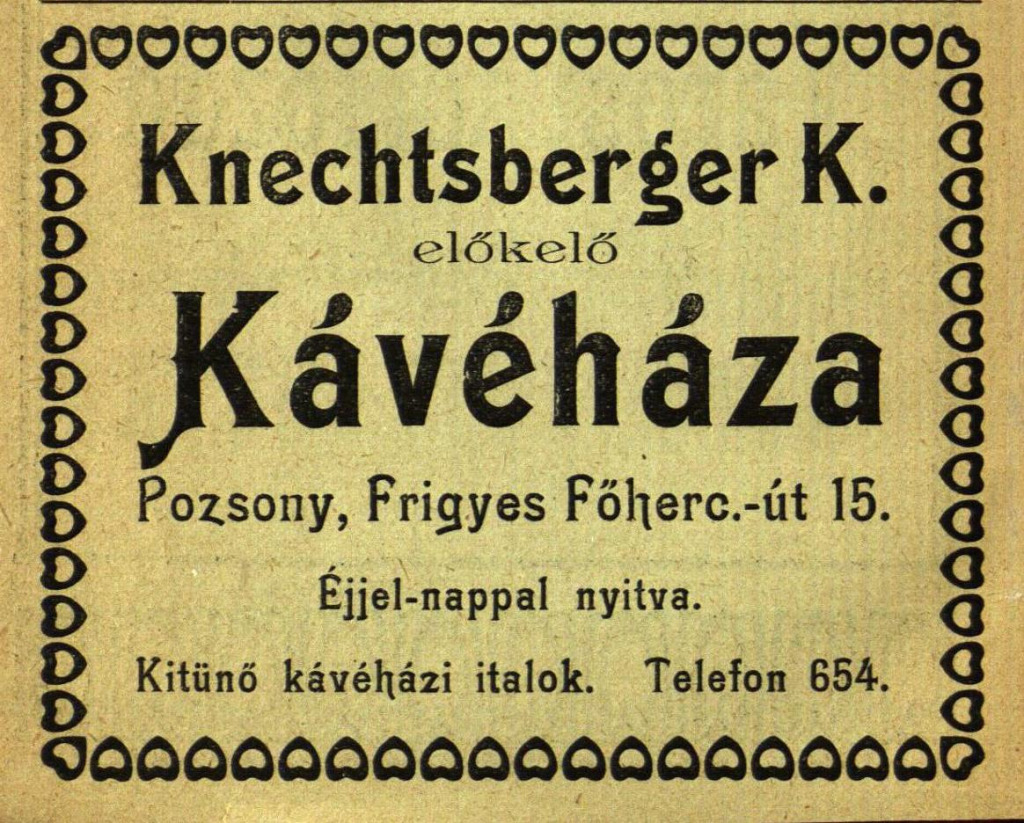 Knechtsberger K.
előkelő
Kávéháza
Pozsony, Frigyes Főherc.-út 15.
Éjjel-nappal nyitva.
Kitünő kávéházi italok. Telefon 654.